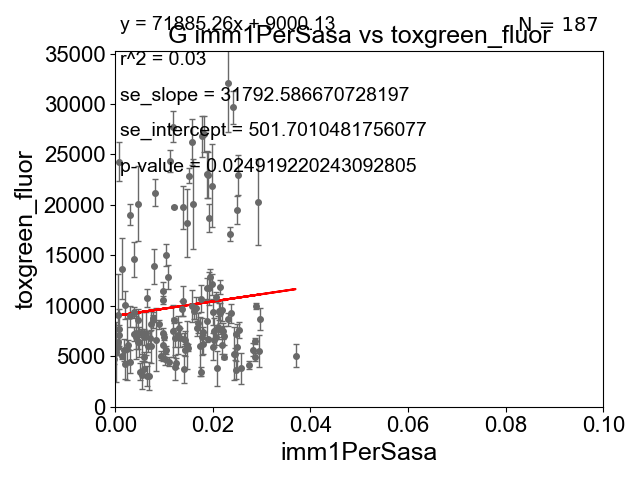 y = 71885.26x + 9000.13
N = 187
G imm1PerSasa vs toxgreen_fluor
r^2 = 0.03
se_slope = 31792.586670728197
se_intercept = 501.7010481756077
p-value = 0.024919220243092805
toxgreen_fluor
35000
30000
25000
20000
15000
10000
5000
0
0.00 0.02 0.04 0.06 0.08 0.10
imm1PerSasa